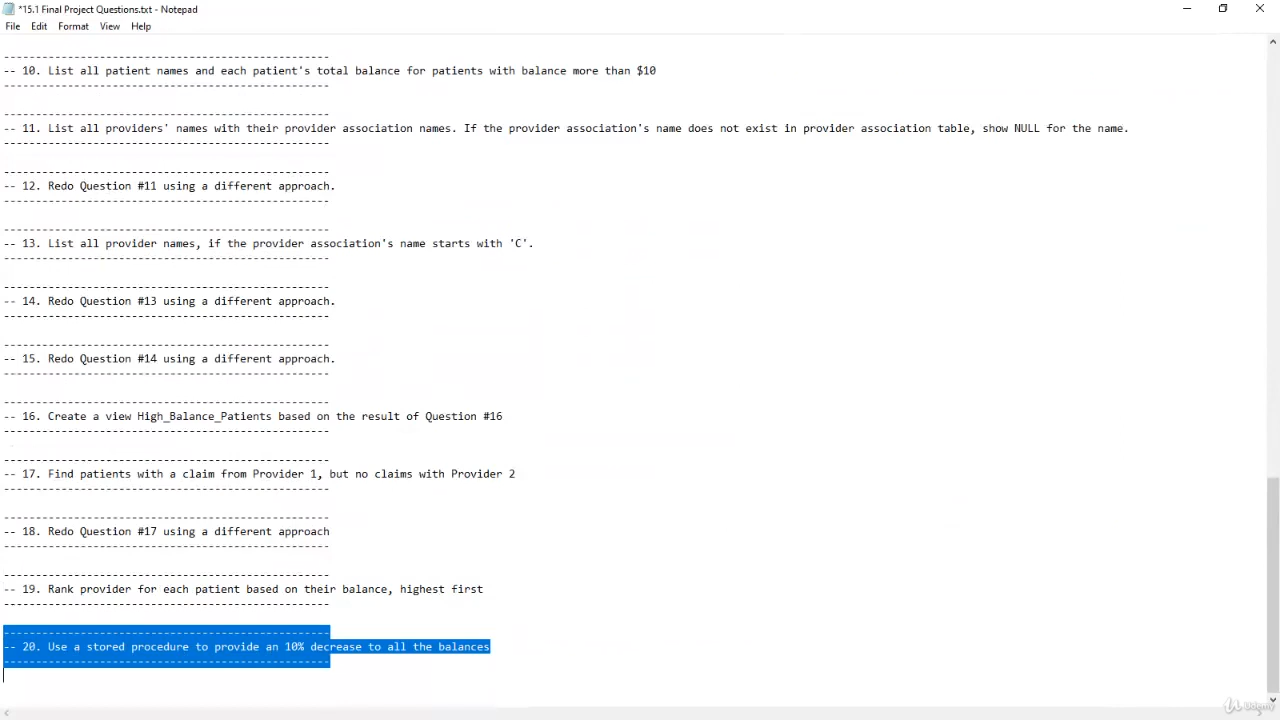 *15.1 Final Project Questions.txt - Notepad
File Edit Format View Help
---------------------------------------------------
-- 10. List all patient names and each patient's total balance for patients with balance more than $10
---------------------------------------------------
---------------------------------------------------
-- 11. List all providers' names with their provider association names. If the provider association's name does not exist in provider association table, show NULL for the name.
---------------------------------------------------
---------------------------------------------------
-- 12. Redo Question #11 using a different approach.
---------------------------------------------------
---------------------------------------------------
-- 13. List all provider names, if the provider association's name starts with 'C'.
---------------------------------------------------
---------------------------------------------------
-- 14. Redo Question #13 using a different approach.
---------------------------------------------------
---------------------------------------------------
-- 15. Redo Question #14 using a different approach.
---------------------------------------------------
---------------------------------------------------
-- 16. Create a view High_Balance_Patients based on the result of Question #16
---------------------------------------------------
---------------------------------------------------
-- 17. Find patients with a claim from Provider 1, but no claims with Provider 2
---------------------------------------------------
---------------------------------------------------
-- 18. Redo Question #17 using a different approach
---------------------------------------------------
---------------------------------------------------
-- 19. Rank provider for each patient based on their balance, highest first
---------------------------------------------------
---------------------------------------------------
-- 20. Use a stored procedure to provide an 10% decrease to all the balances
---------------------------------------------------
Udemy